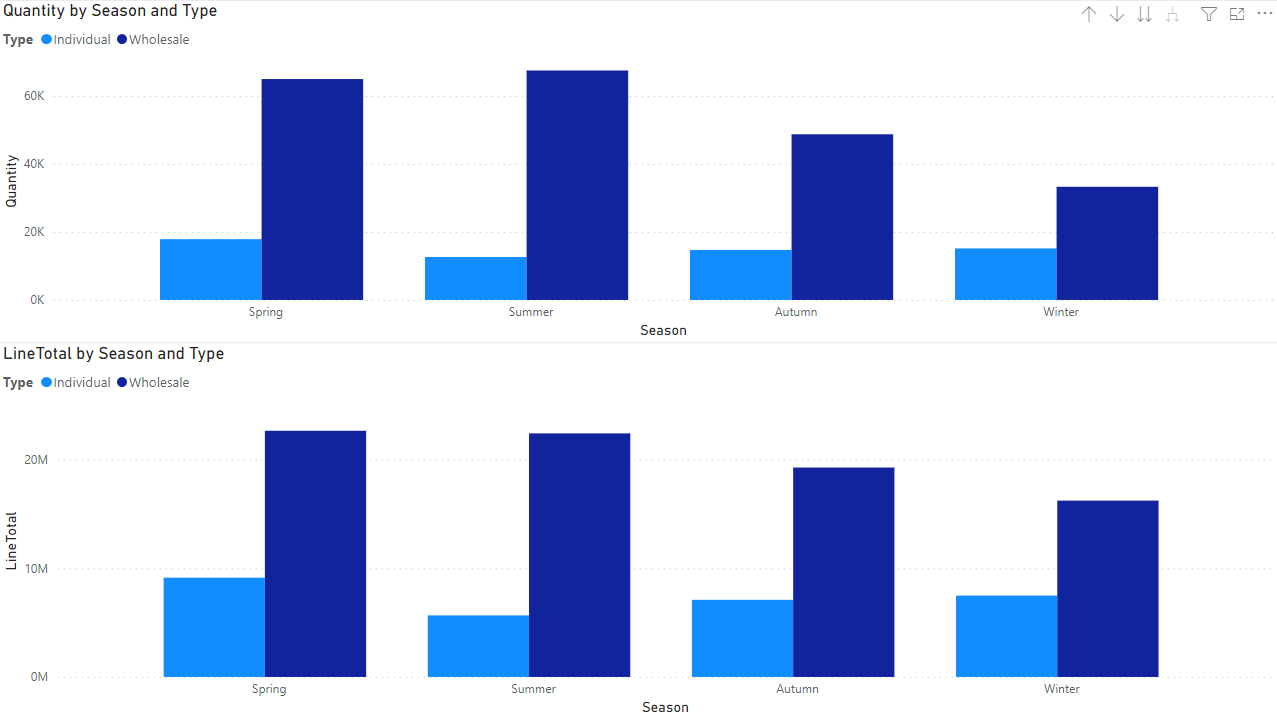 Quantity by Season and Type
Type Individual Wholesale
60K
40K
20K
0K
Quantity
Spring Summer Autumn Winter
Season
LineTotal by Season and Type
Type Individual Wholesale
20M
10M
0M
LineTotal
Spring Summer Autumn Winter
Season